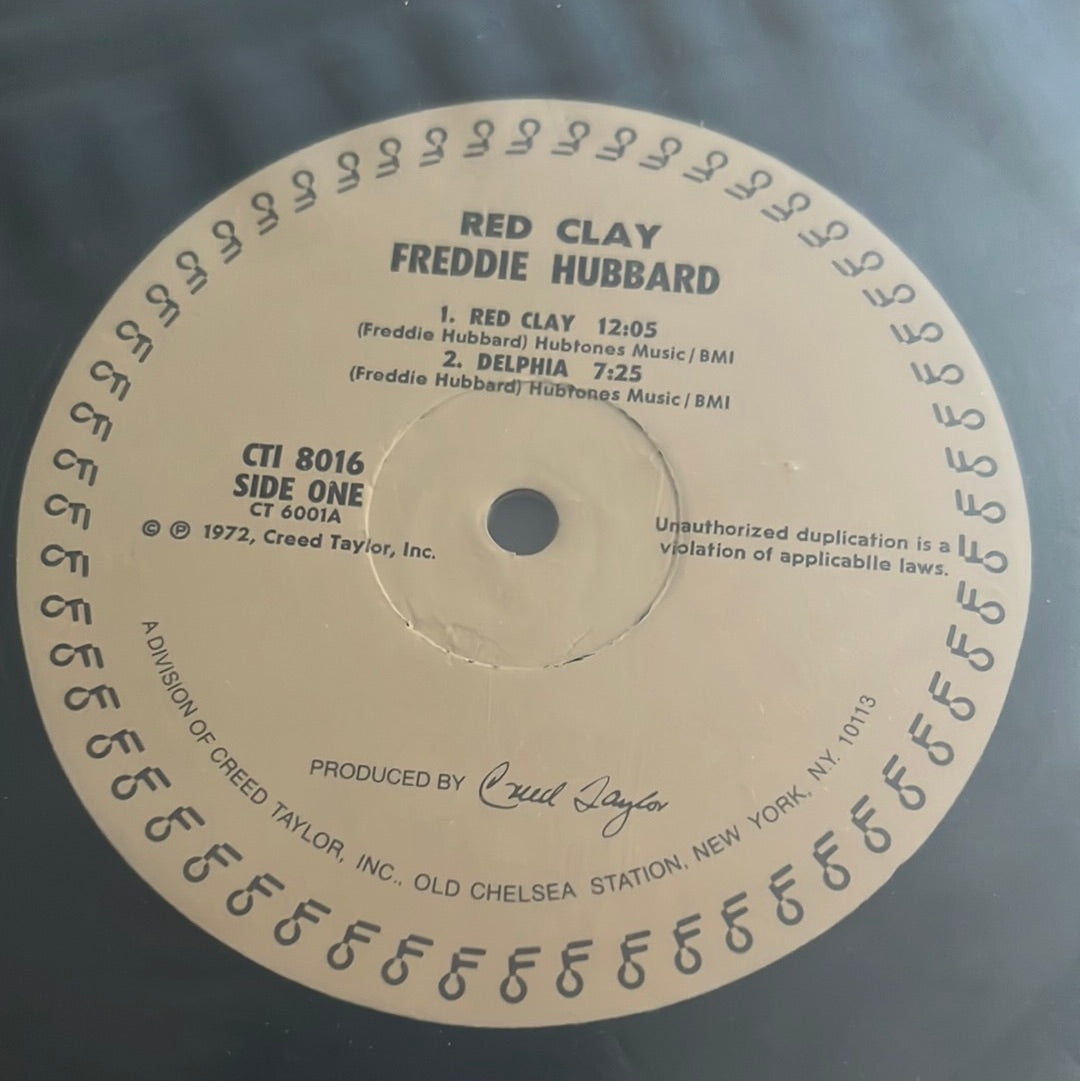 RED CLAY
FREDDIE HUBBARD
1. RED CLAY 12:05
(Freddie Hubbard) Hubtones Music/BMI
2. DELPHIA 7:25
(Freddie Hubbard) Hubtones Music/BMI
CTI 8016
SIDE ONE
CT 6001A
© ℗ 1972, Creed Taylor, Inc.
Unauthorized duplication is a
violation of applicablle laws.
PRODUCED BY Creed Taylor
A DIVISION OF CREED TAYLOR, INC., OLD CHELSEA STATION, NEW YORK, N.Y. 10113
CTI